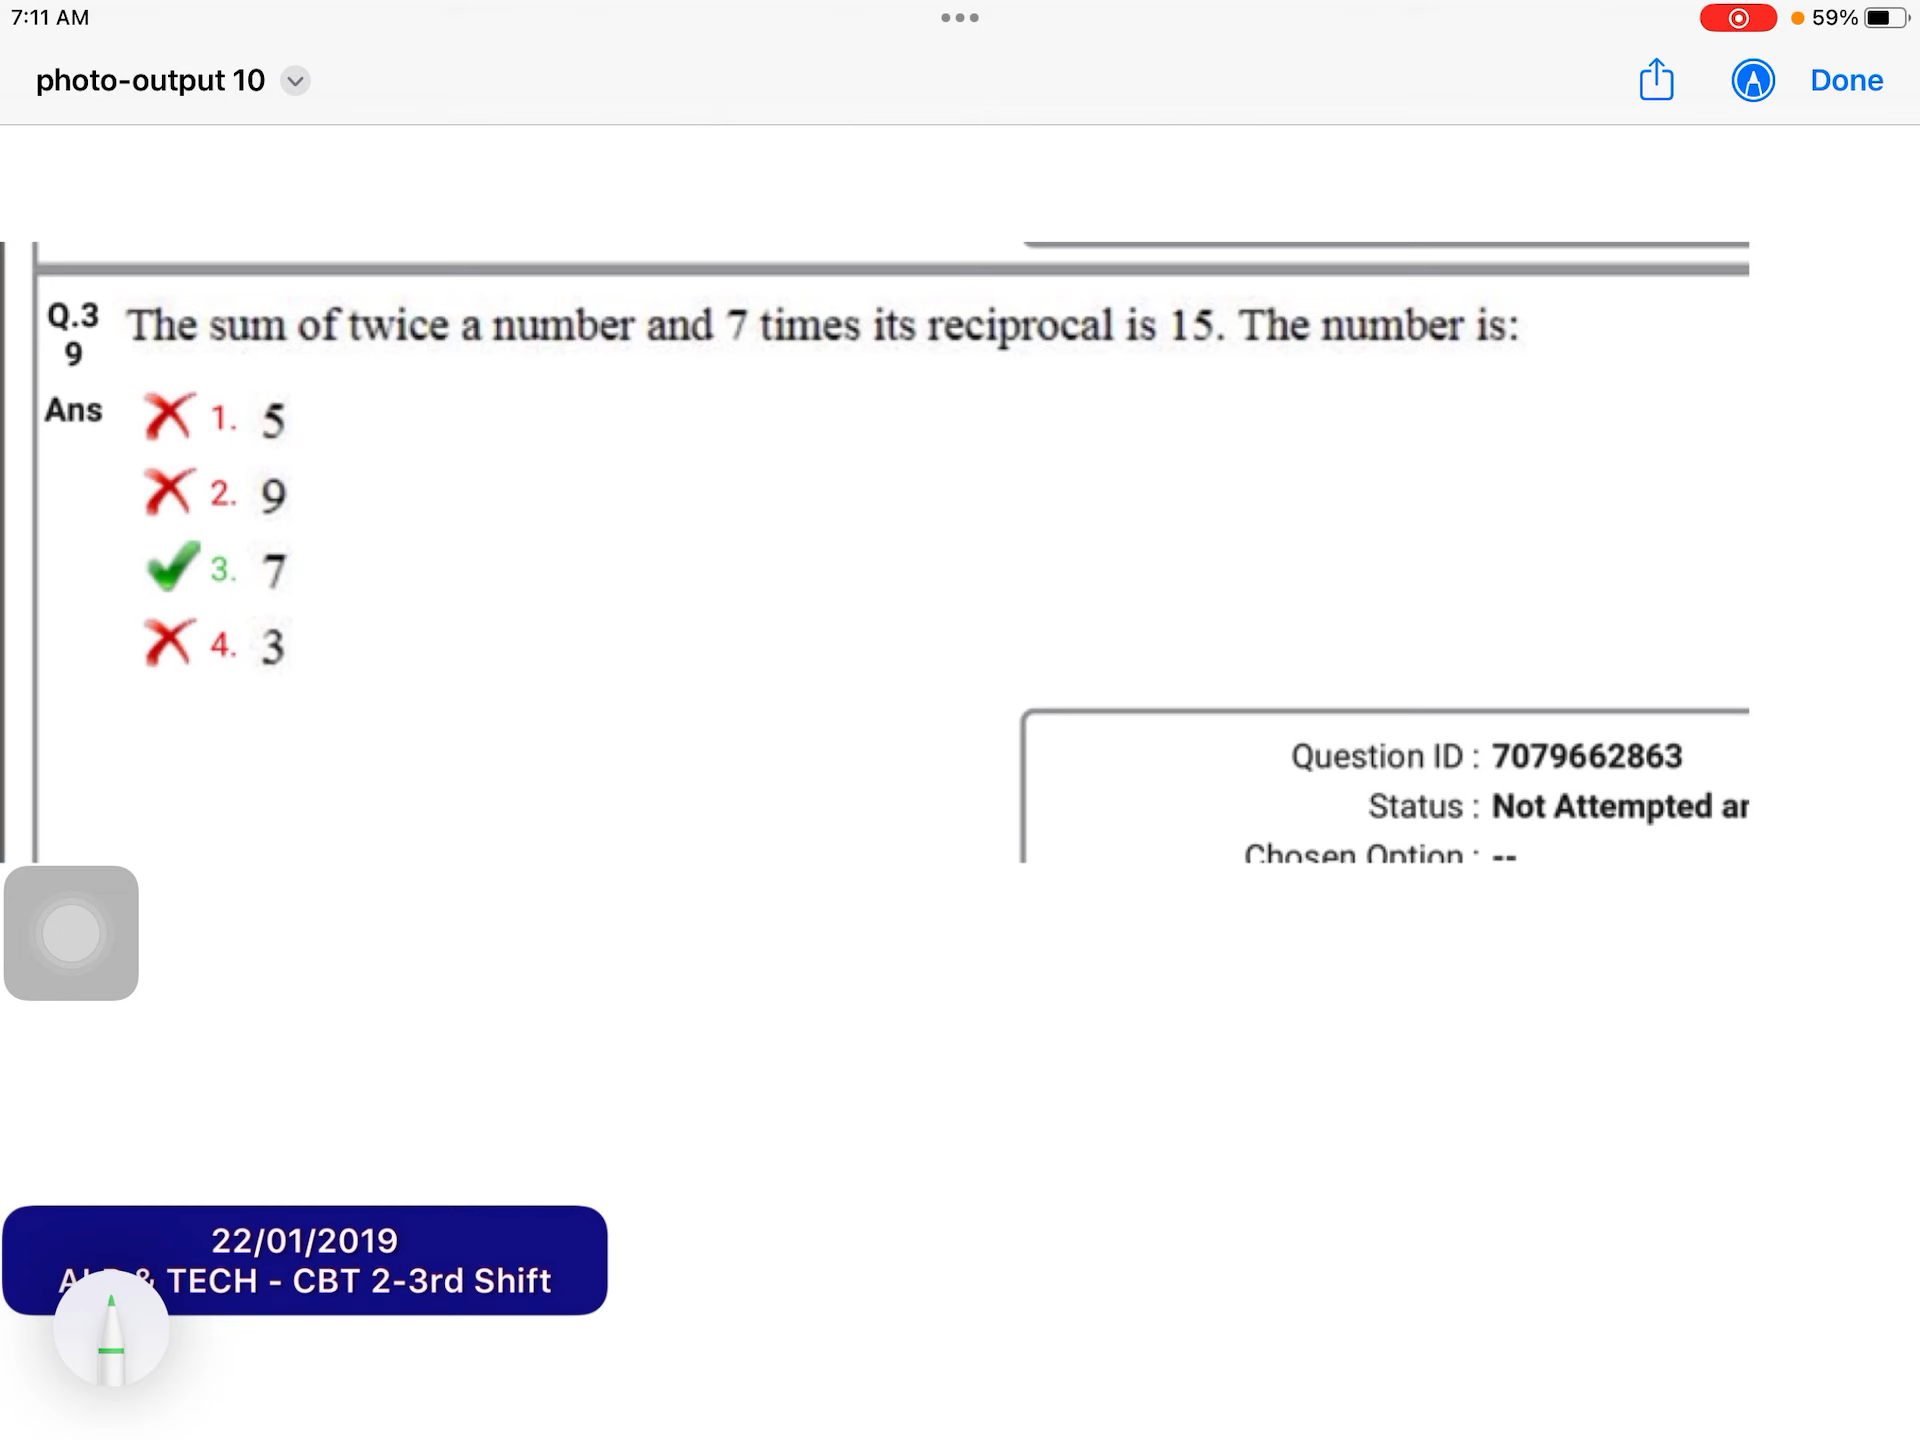 7:11 AM
59%
photo-output 10
Done
Q.3
9
The sum of twice a number and 7 times its reciprocal is 15. The number is:
Ans
1. 5
2. 9
3. 7
4. 3
Question ID : 7079662863
Status : Not Attempted
Chosen Option : --
22/01/2019
& TECH - CBT 2-3rd Shift